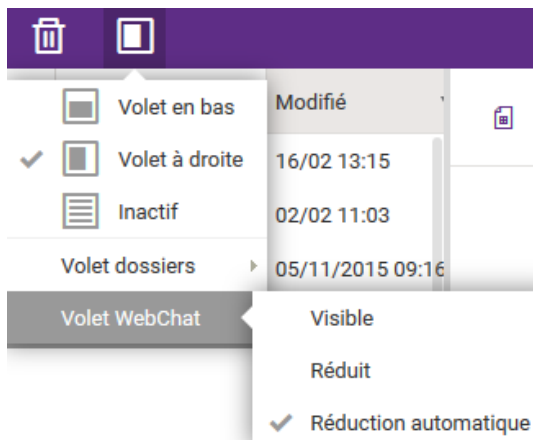 Volet en bas
Modifié
Volet à droite
16/02 13:15
Inactif
02/02 11:03
Volet dossiers
05/11/2015 09:16
Volet WebChat
Visible
Réduit
Réduction automatique